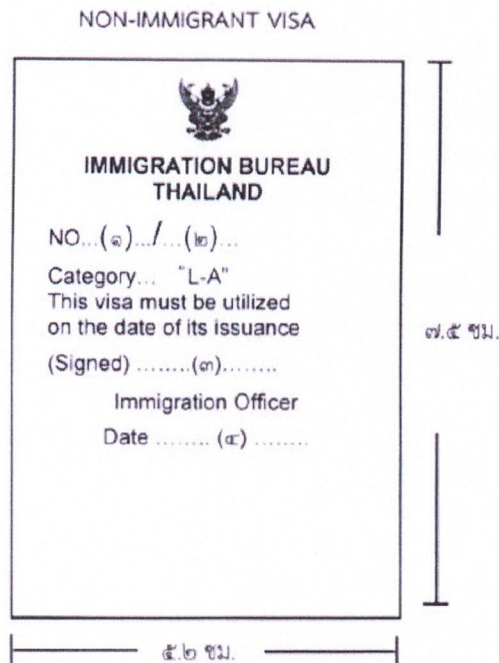 NON-IMMIGRANT VISA
IMMIGRATION BUREAU
THAILAND
NO...(๑).../...(๒)...
Category... "L-A"
This visa must be utilized
on the date of its issuance
(Signed) ........(๓)........
Immigration Officer
Date ........ (๔) ........
๗.๕ ซม.
๕.๒ ซม.